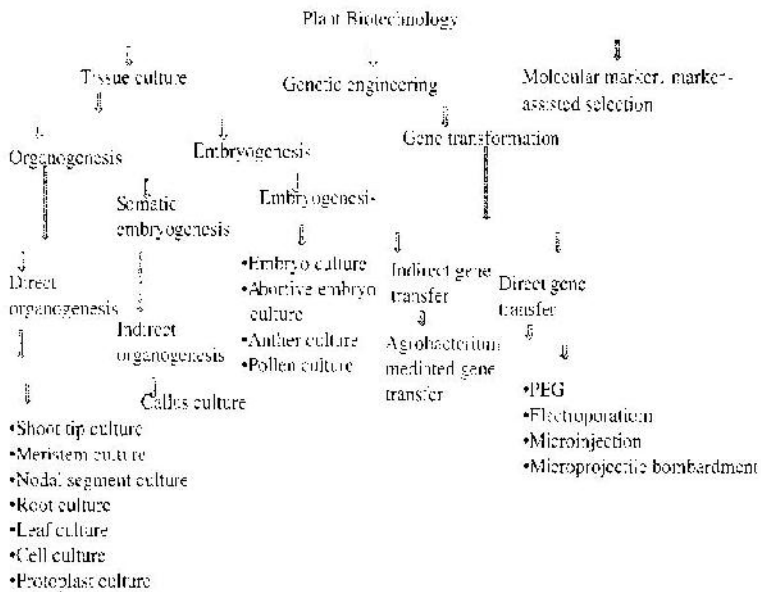 Plant Biotechnology
Tissue culture
Genetic engineering
Molecular marker, marker-
assisted selection
Organogenesis
Embryogenesis
Gene transformation
Somatic
embryogenesis
Embryogenesis
Direct
organogenesis
Indirect
organogenesis
•Embryo culture
•Abortive embryo
culture
•Anther culture
•Pollen culture
Indirect gene
transfer
Direct gene
transfer
Agrobacterium
mediated gene
transfer
Callus culture
•Shoot tip culture
•Meristem culture
•Nodal segment culture
•Root culture
•Leaf culture
•Cell culture
•Protoplast culture
•PEG
•Electroporation
•Microinjection
•Microprojectile bombardment